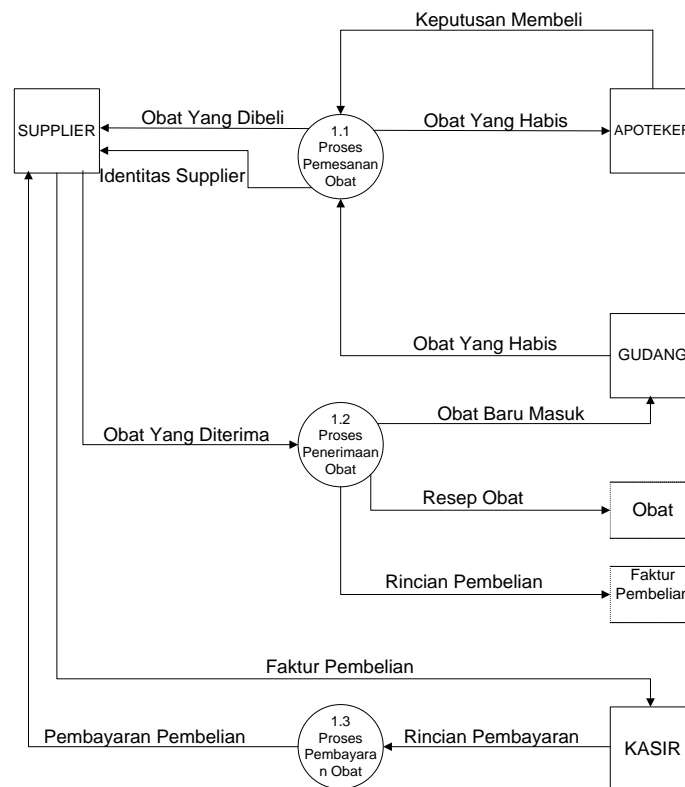 Keputusan Membeli
SUPPLIER
Obat Yang Dibeli
1.1
Proses
Pemesanan
Obat
Obat Yang Habis
APOTEKER
Identitas Supplier
Obat Yang Habis
GUDANG
Obat Yang Diterima
1.2
Proses
Penerimaan
Obat
Obat Baru Masuk
Resep Obat
Obat
Rincian Pembelian
Faktur
Pembelian
Faktur Pembelian
Pembayaran Pembelian
1.3
Proses
Pembayara
n Obat
Rincian Pembayaran
KASIR